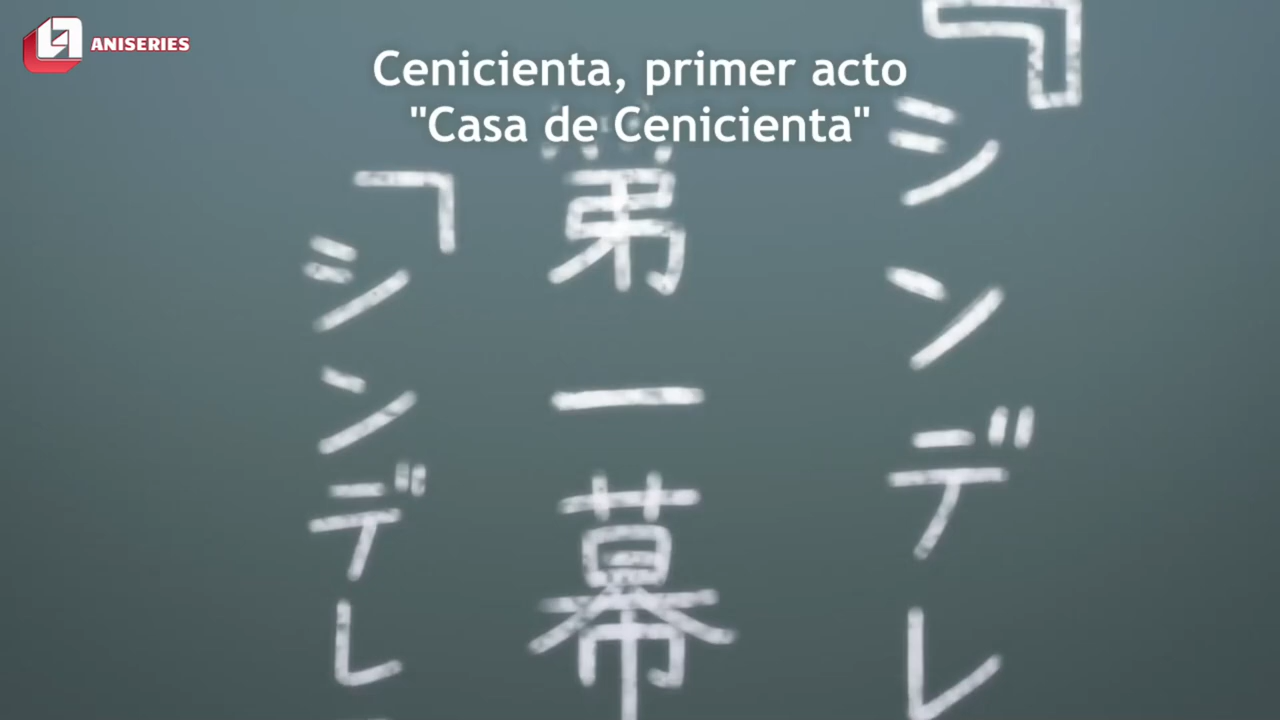 ANISERIES
Cenicienta, primer acto
"Casa de Cenicienta"
『シンデレ
第一幕
「シンデレ